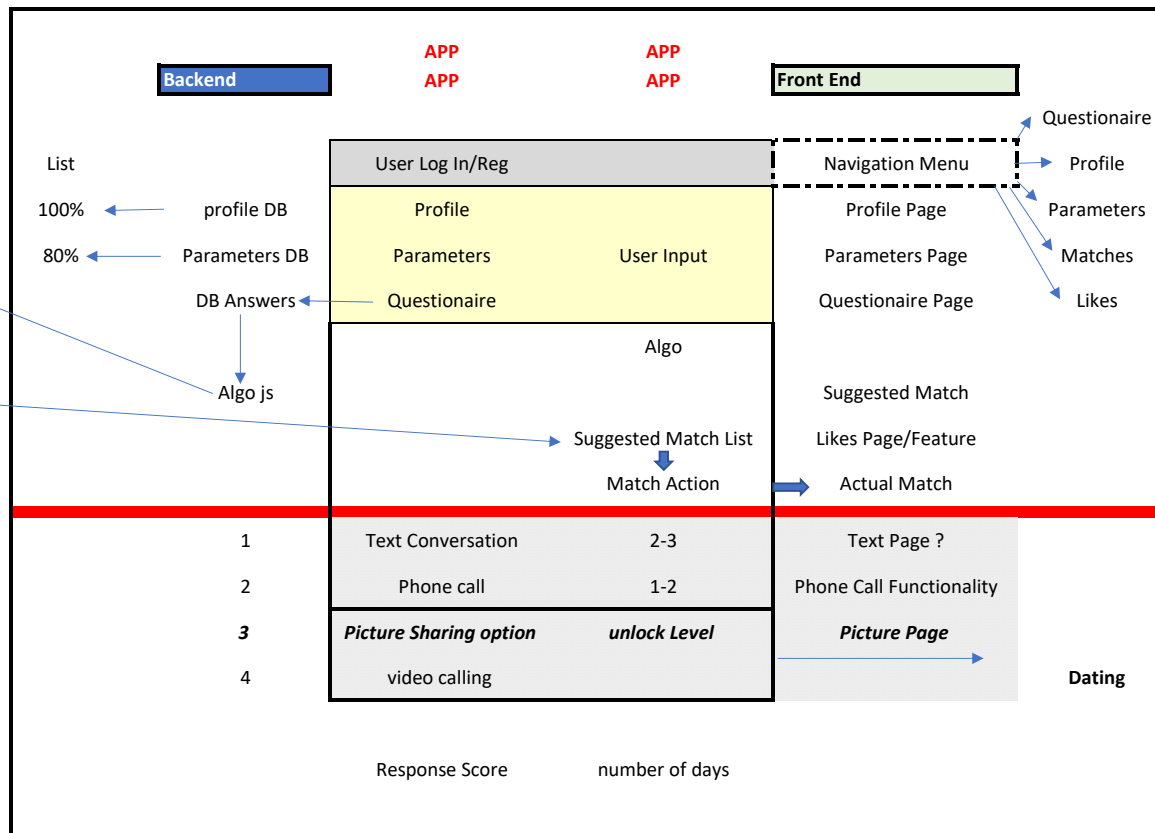 APP APP
Backend APP APP Front End
Questionaire
List User Log In/Reg Navigation Menu Profile
100% profile DB Profile Profile Page Parameters
80% Parameters DB Parameters User Input Parameters Page Matches
DB Answers Questionaire Questionaire Page Likes
Algo
Algo js Suggested Match
Suggested Match List Likes Page/Feature
Match Action Actual Match
1 Text Conversation 2-3 Text Page ?
2 Phone call 1-2 Phone Call Functionality
3 Picture Sharing option unlock Level Picture Page
4 video calling Dating
Response Score number of days